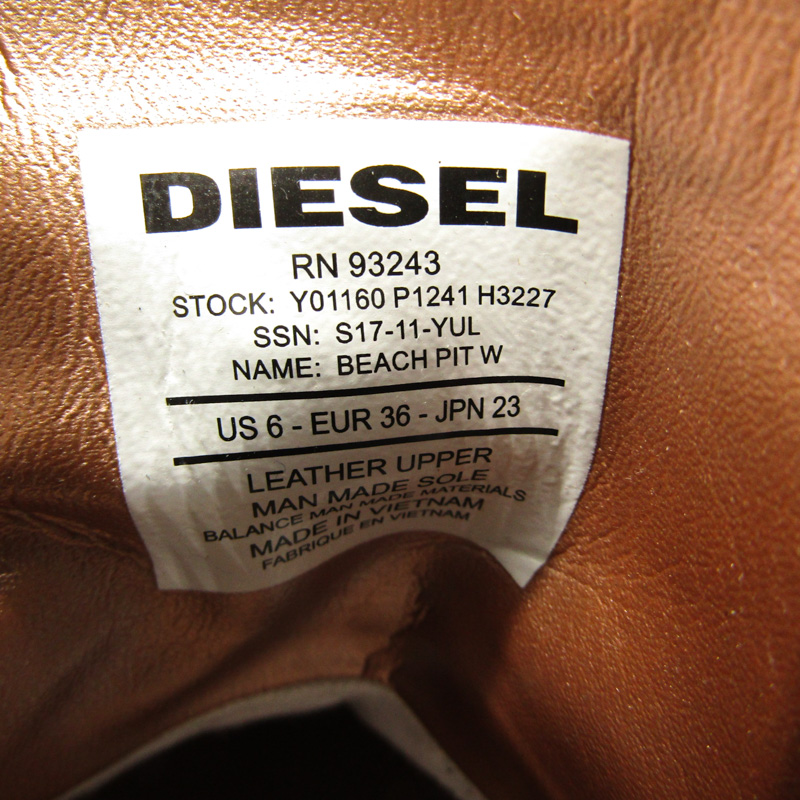 DIESEL
RN 93243
STOCK: Y01160 P1241 H3227
SSN: S17-11-YUL
NAME: BEACH PIT W
US 6 - EUR 36 - JPN 23
LEATHER UPPER
MAN MADE SOLE
BALANCE MAN MADE MATERIALS
MADE IN VIETNAM
FABRIQUE EN VIETNAM